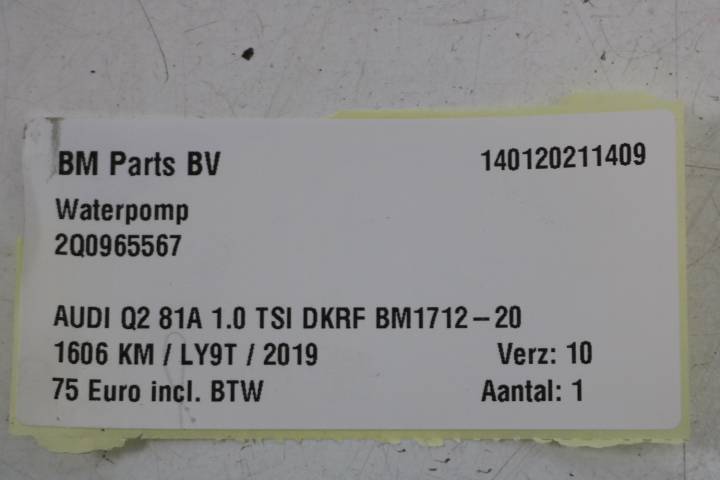 BM Parts BV 140120211409
Waterpomp
2Q0965567
AUDI Q2 81A 1.0 TSI DKRF BM1712-20
1606 KM / LY9T / 2019 Verz: 10
75 Euro incl. BTW Aantal: 1